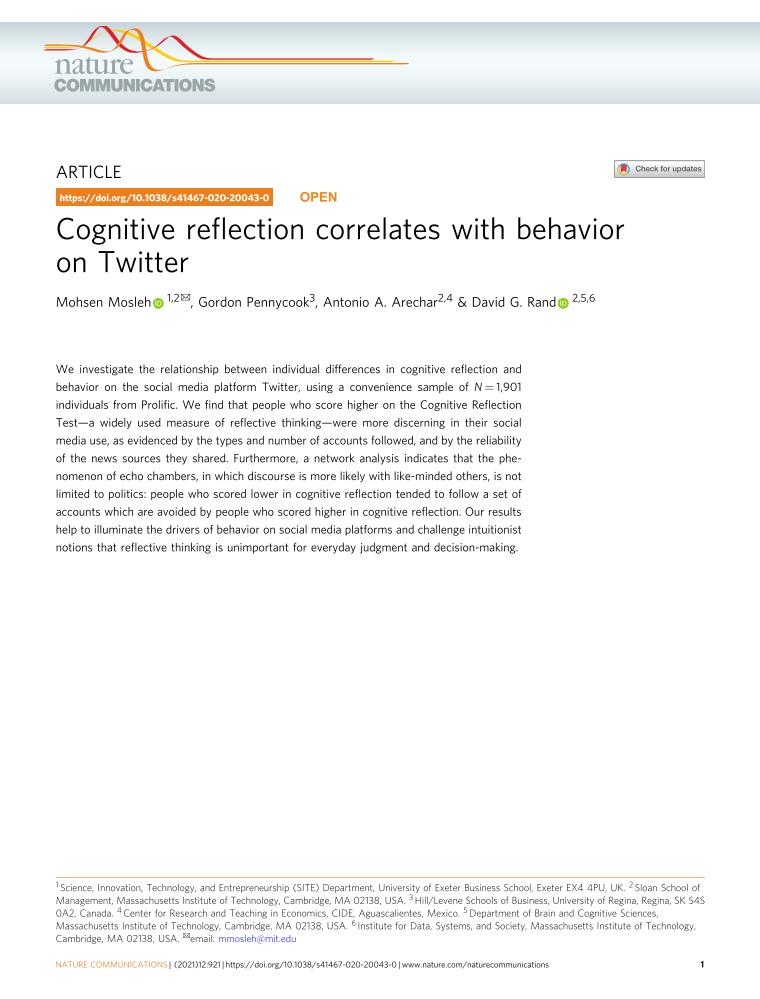 nature
COMMUNICATIONS
ARTICLE
Check for updates
https://doi.org/10.1038/s41467-020-20043-0
OPEN
Cognitive reflection correlates with behavior
on Twitter
Mohsen Mosleh iD 1,2✉, Gordon Pennycook3, Antonio A. Arechar2,4 & David G. Rand iD 2,5,6
We investigate the relationship between individual differences in cognitive reflection and
behavior on the social media platform Twitter, using a convenience sample of N = 1,901
individuals from Prolific. We find that people who score higher on the Cognitive Reflection
Test—a widely used measure of reflective thinking—were more discerning in their social
media use, as evidenced by the types and number of accounts followed, and by the reliability
of the news sources they shared. Furthermore, a network analysis indicates that the phe-
nomenon of echo chambers, in which discourse is more likely with like-minded others, is not
limited to politics: people who scored lower in cognitive reflection tended to follow a set of
accounts which are avoided by people who scored higher in cognitive reflection. Our results
help to illuminate the drivers of behavior on social media platforms and challenge intuitionist
notions that reflective thinking is unimportant for everyday judgment and decision-making.
1 Science, Innovation, Technology, and Entrepreneurship (SITE) Department, University of Exeter Business School, Exeter EX4 4PU, UK. 2 Sloan School of
Management, Massachusetts Institute of Technology, Cambridge, MA 02138, USA. 3 Hill/Levene Schools of Business, University of Regina, Regina, SK S4S
0A2, Canada. 4 Center for Research and Teaching in Economics, CIDE, Aguascalientes, Mexico. 5 Department of Brain and Cognitive Sciences,
Massachusetts Institute of Technology, Cambridge, MA 02138, USA. 6 Institute for Data, Systems, and Society, Massachusetts Institute of Technology,
Cambridge, MA 02138, USA. ✉email: mmosleh@mit.edu
NATURE COMMUNICATIONS | (2021)12:921 | https://doi.org/10.1038/s41467-020-20043-0 | www.nature.com/naturecommunications
1